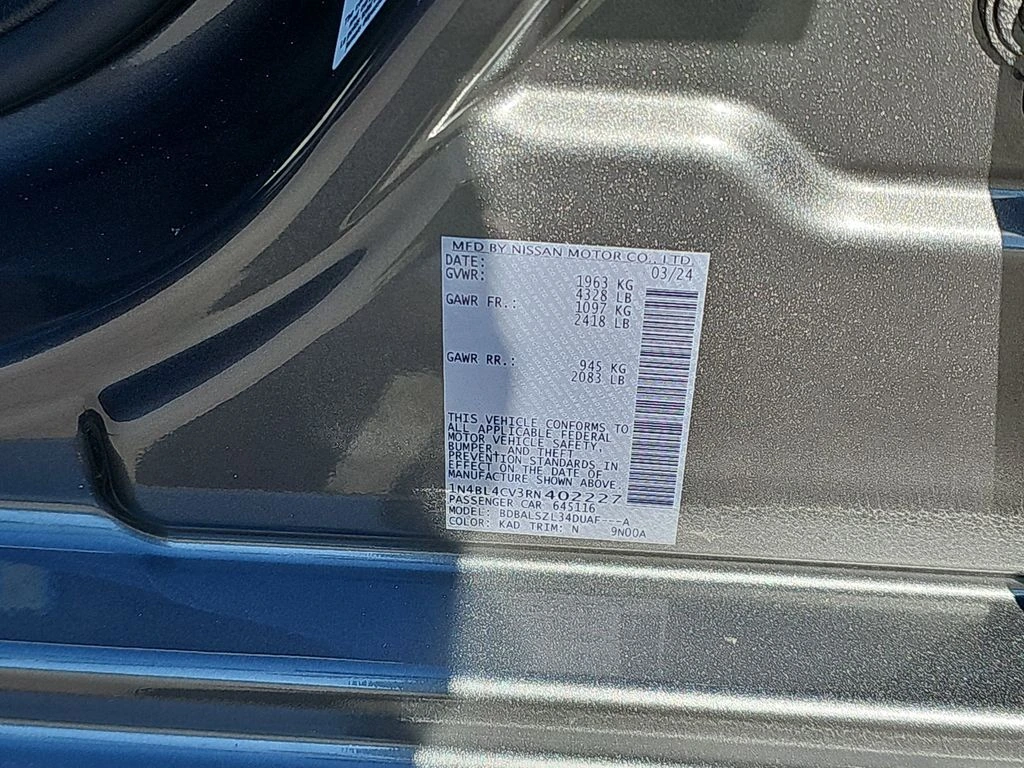 MFD BY NISSAN MOTOR CO., LTD.
DATE: 03/24
GVWR: 1963 KG
4328 LB
GAWR FR.: 1097 KG
2418 LB
GAWR RR.: 945 KG
2083 LB
THIS VEHICLE CONFORMS TO
ALL APPLICABLE FEDERAL
MOTOR VEHICLE SAFETY,
BUMPER, AND THEFT
PREVENTION STANDARDS IN
EFFECT ON THE DATE OF
MANUFACTURE SHOWN ABOVE
1N4BL4CV3RN402227
PASSENGER CAR 645116
MODEL: BDBALSZL34DUAF---A
COLOR: KAD TRIM: N 9N00A